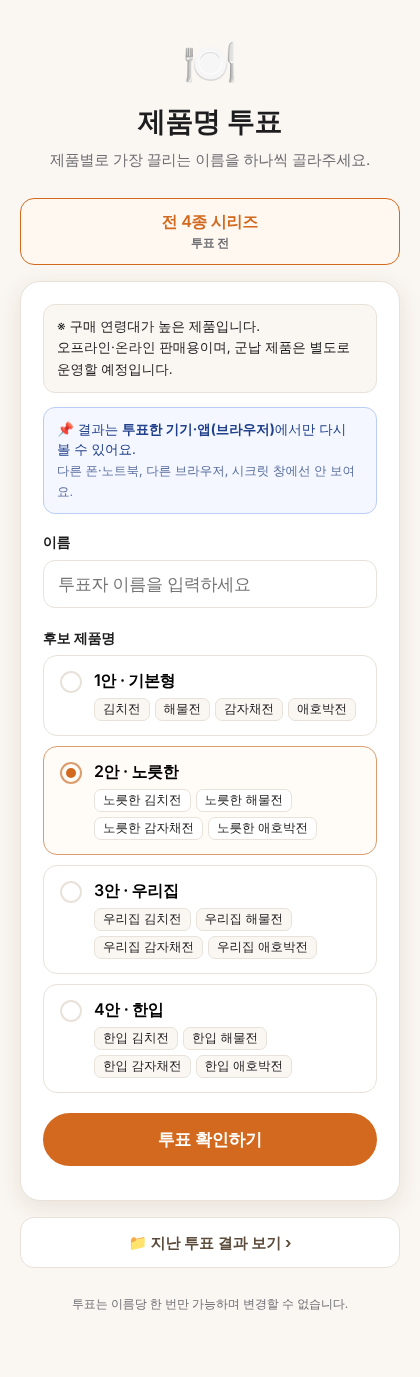 제품명 투표
제품별로 가장 끌리는 이름을 하나씩 골라주세요.
전 4종 시리즈
투표 전
※ 구매 연령대가 높은 제품입니다.
오프라인·온라인 판매용이며, 군납 제품은 별도로
운영할 예정입니다.
📌 결과는 투표한 기기·앱(브라우저)에서만 다시
볼 수 있어요.
다른 폰·노트북, 다른 브라우저, 시크릿 창에선 안 보여
요.
이름
투표자 이름을 입력하세요
후보 제품명
1안 · 기본형
김치전 해물전 감자채전 애호박전
2안 · 노릇한
노릇한 김치전 노릇한 해물전
노릇한 감자채전 노릇한 애호박전
3안 · 우리집
우리집 김치전 우리집 해물전
우리집 감자채전 우리집 애호박전
4안 · 한입
한입 김치전 한입 해물전
한입 감자채전 한입 애호박전
투표 확인하기
📁 지난 투표 결과 보기 ›
투표는 이름당 한 번만 가능하며 변경할 수 없습니다.